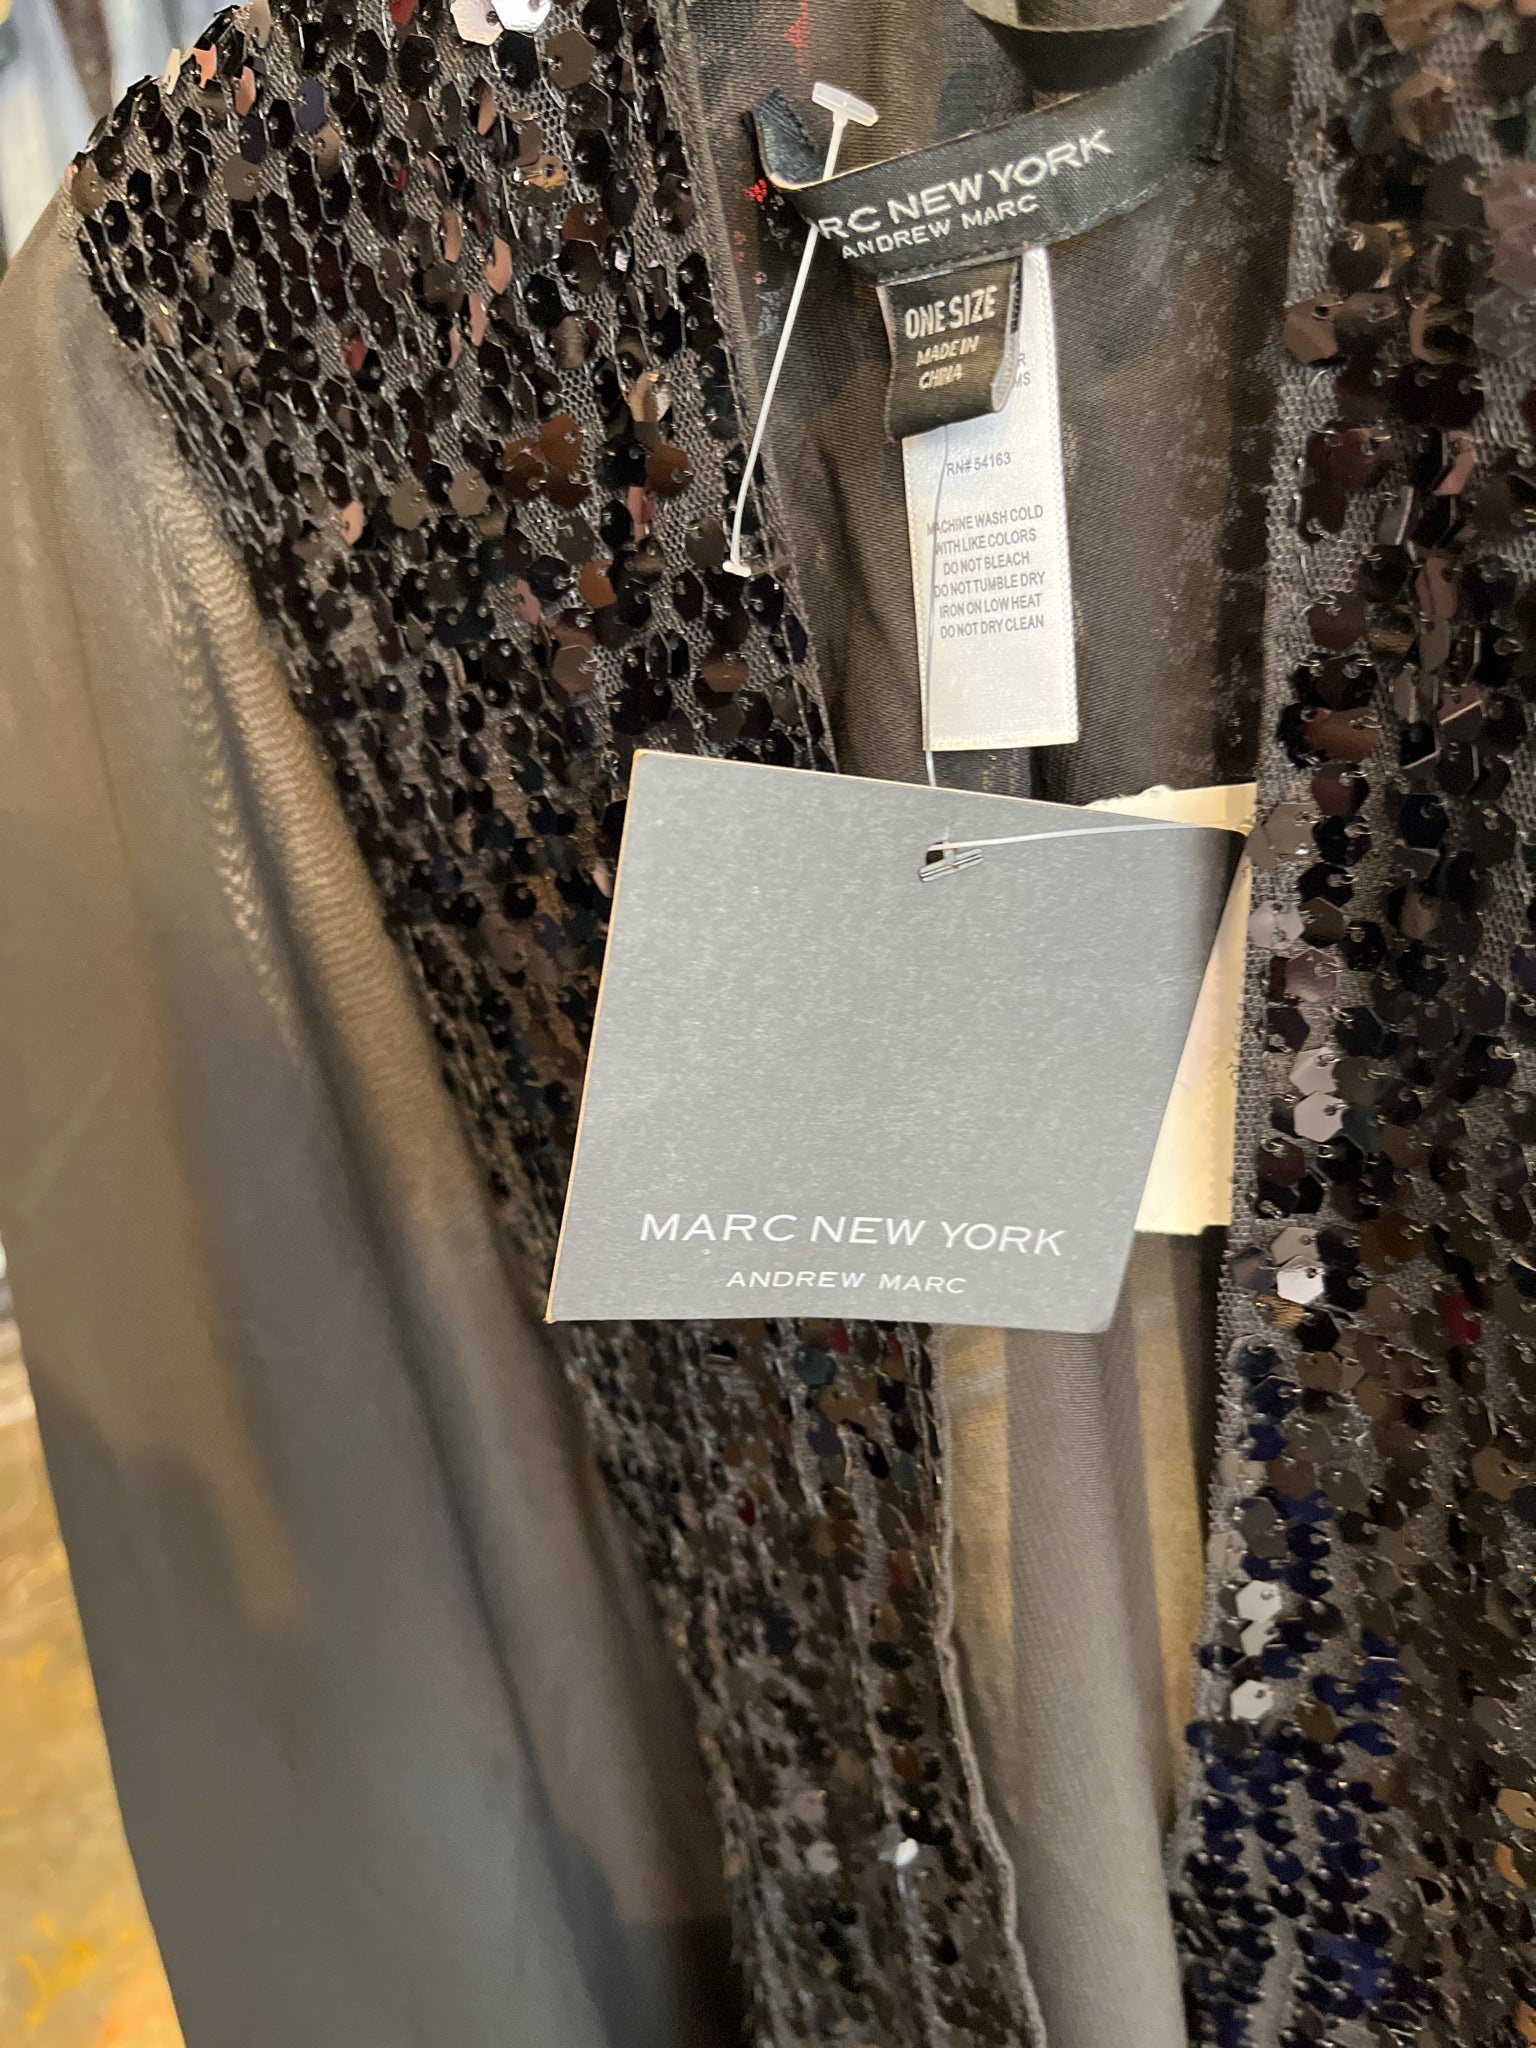 RC NEW YORK
ANDREW MARC
ONE SIZE
MADE IN
CHINA
RN# 54163
MACHINE WASH COLD
WITH LIKE COLORS
DO NOT BLEACH
DO NOT TUMBLE DRY
IRON ON LOW HEAT
DO NOT DRY CLEAN
MARC NEW YORK
ANDREW MARC